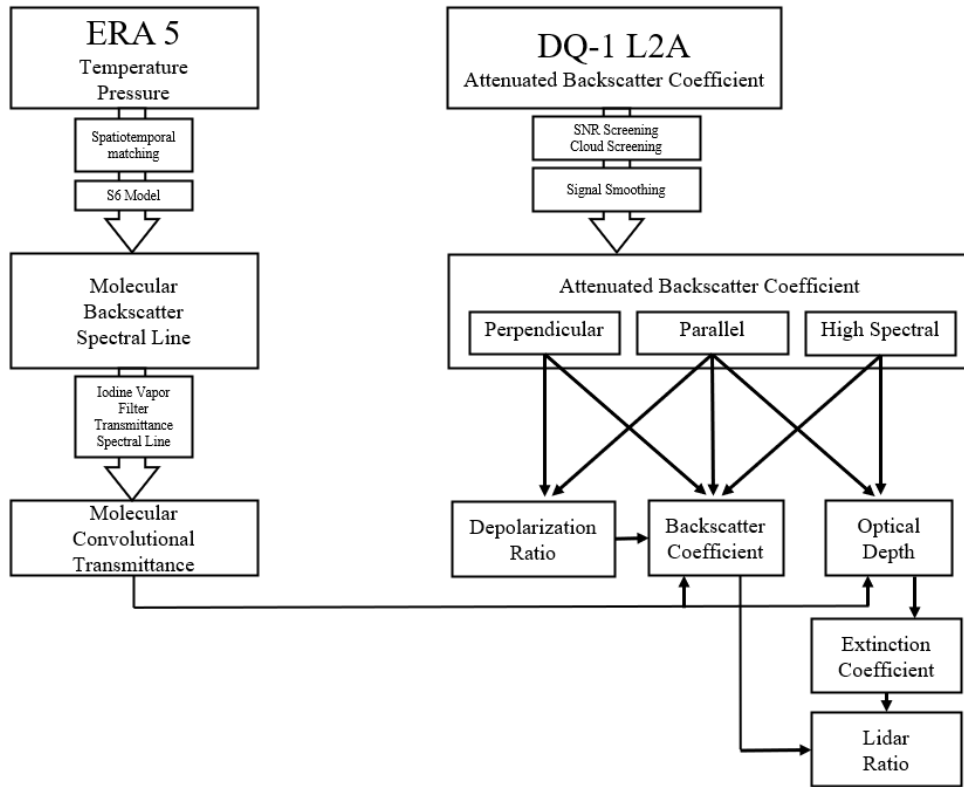 ERA 5
Temperature
Pressure
Spatiotemporal
matching
S6 Model
Molecular
Backscatter
Spectral Line
Iodine Vapor
Filter
Transmittance
Spectral Line
Molecular
Convolutional
Transmittance
DQ-1 L2A
Attenuated Backscatter Coefficient
SNR Screening
Cloud Screening
Signal Smoothing
Attenuated Backscatter Coefficient
Perpendicular
Parallel
High Spectral
Depolarization
Ratio
Backscatter
Coefficient
Optical
Depth
Extinction
Coefficient
Lidar
Ratio